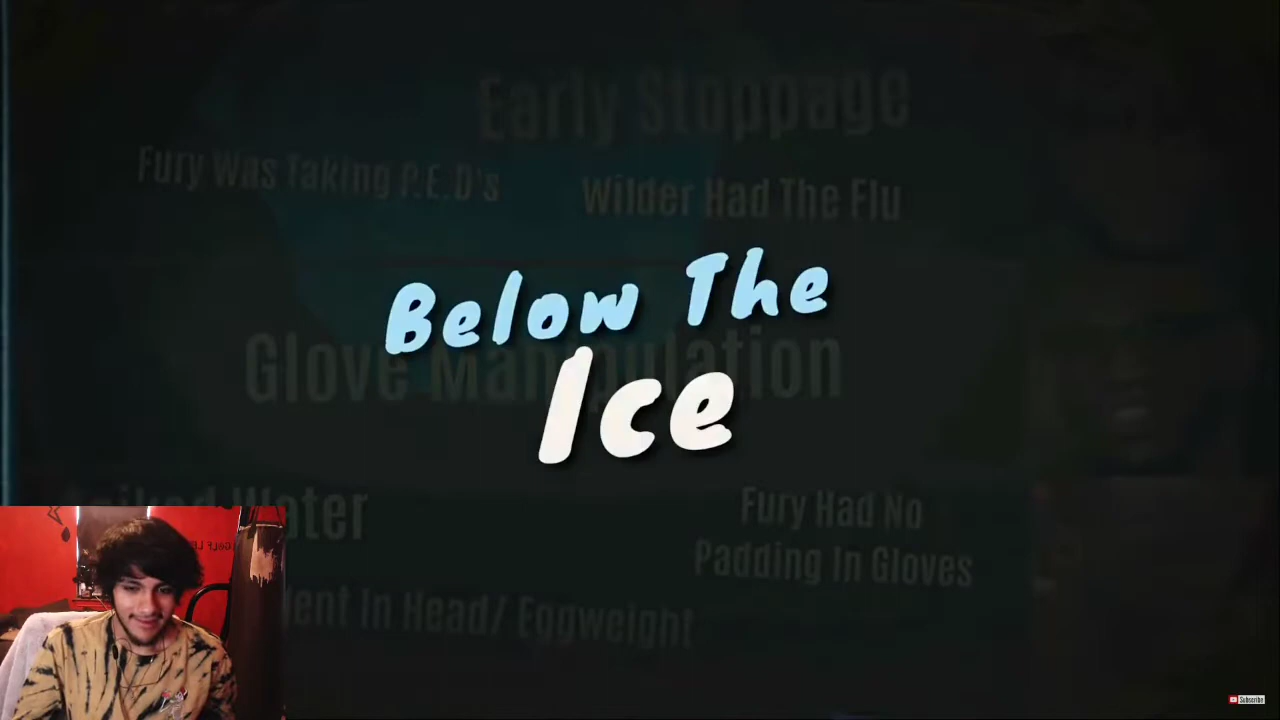 Early Stoppage
Fury Was Taking P.E.D's
Wilder Had The Flu
Below The
Ice
Glove Manipulation
Water
Fury Had No
Padding In Gloves
In Head/ Eggweight
Subscribe